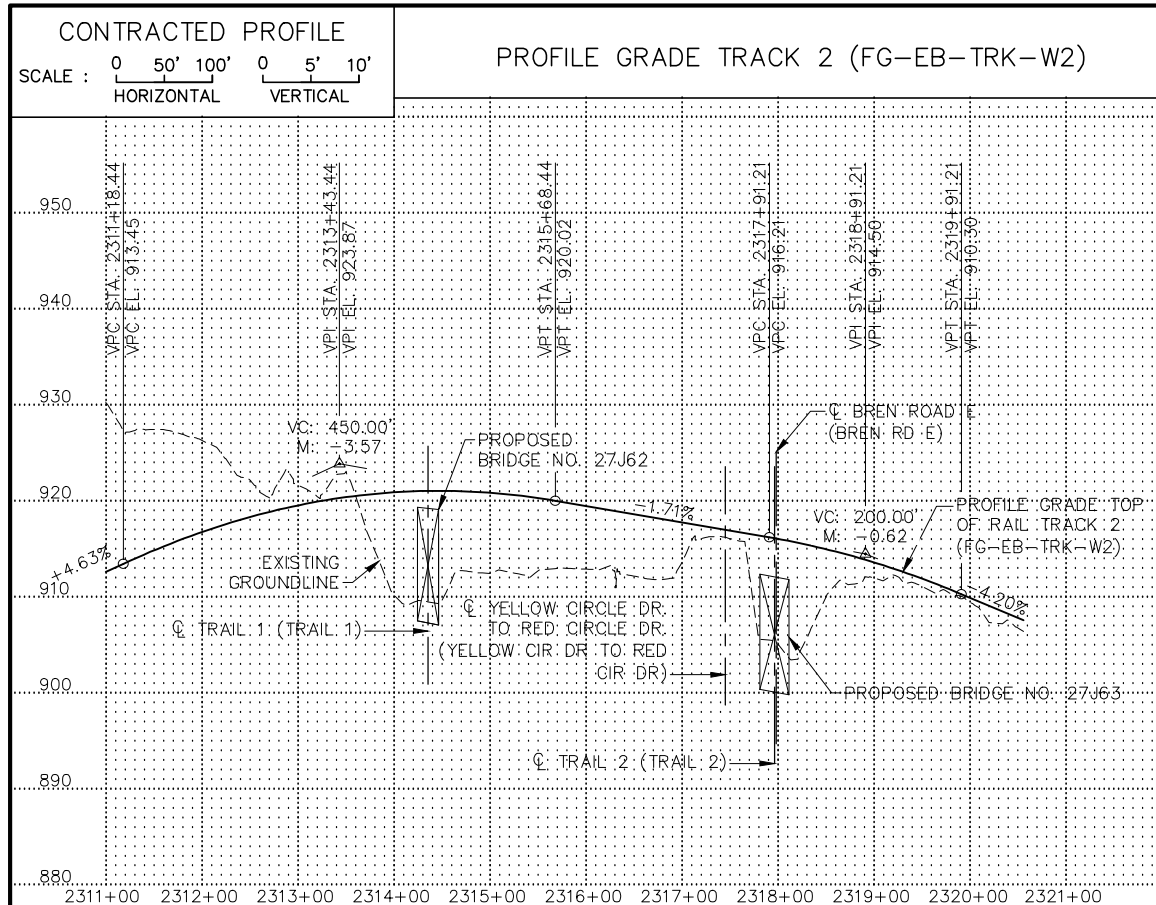 CONTRACTED PROFILE
SCALE :
0 50' 100'
HORIZONTAL
0 5' 10'
VERTICAL
PROFILE GRADE TRACK 2 (FG-EB-TRK-W2)
VPC STA. 2311+18.44
VPC EL. 913.45
VPI STA. 2313+43.44
VPI EL. 923.87
VPT STA. 2315+68.44
VPT EL. 920.02
VPC STA. 2317+91.21
VPC EL. 916.21
VPI STA. 2318+91.21
VPI EL. 914.50
VPT STA. 2319+91.21
VPT EL. 910.30
950
940
930
920
910
900
890
880
VC: 450.00'
M: -3.57
PROPOSED
BRIDGE NO. 27J62
℄ BREN ROAD E
(BREN RD E)
-1.71%
VC: 200.00'
M: -0.62
PROFILE GRADE TOP
OF RAIL TRACK 2
(FG-EB-TRK-W2)
+4.63%
EXISTING
GROUNDLINE
-4.20%
℄ TRAIL 1 (TRAIL 1)
℄ YELLOW CIRCLE DR.
TO RED CIRCLE DR.
(YELLOW CIR DR TO RED
CIR DR)
PROPOSED BRIDGE NO. 27J63
℄ TRAIL 2 (TRAIL 2)
2311+00 2312+00 2313+00 2314+00 2315+00 2316+00 2317+00 2318+00 2319+00 2320+00 2321+00